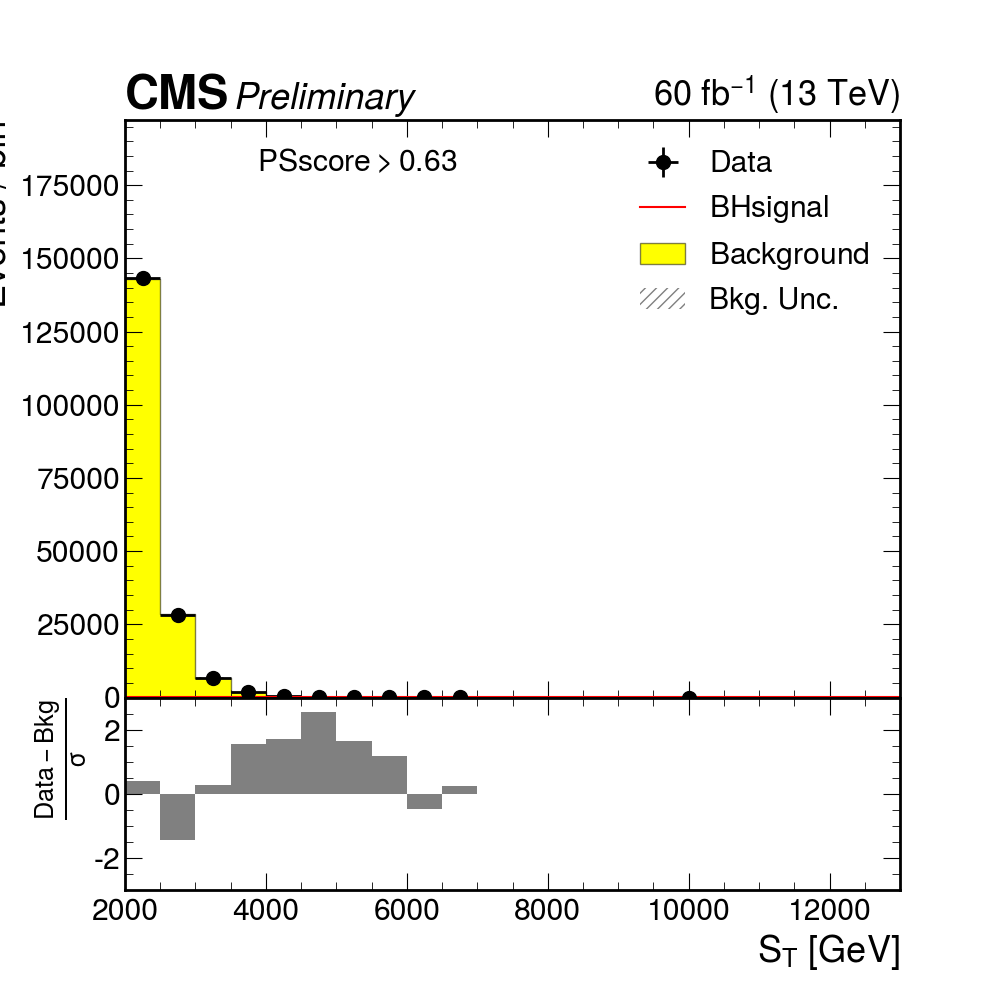 CMS Preliminary 60 fb⁻¹ (13 TeV)
PSscore > 0.63
Data
BHsignal
Background
Bkg. Unc.
175000
150000
125000
100000
75000
50000
25000
0
Data − Bkg
σ
2
0
-2
2000 4000 6000 8000 10000 12000
S_T [GeV]